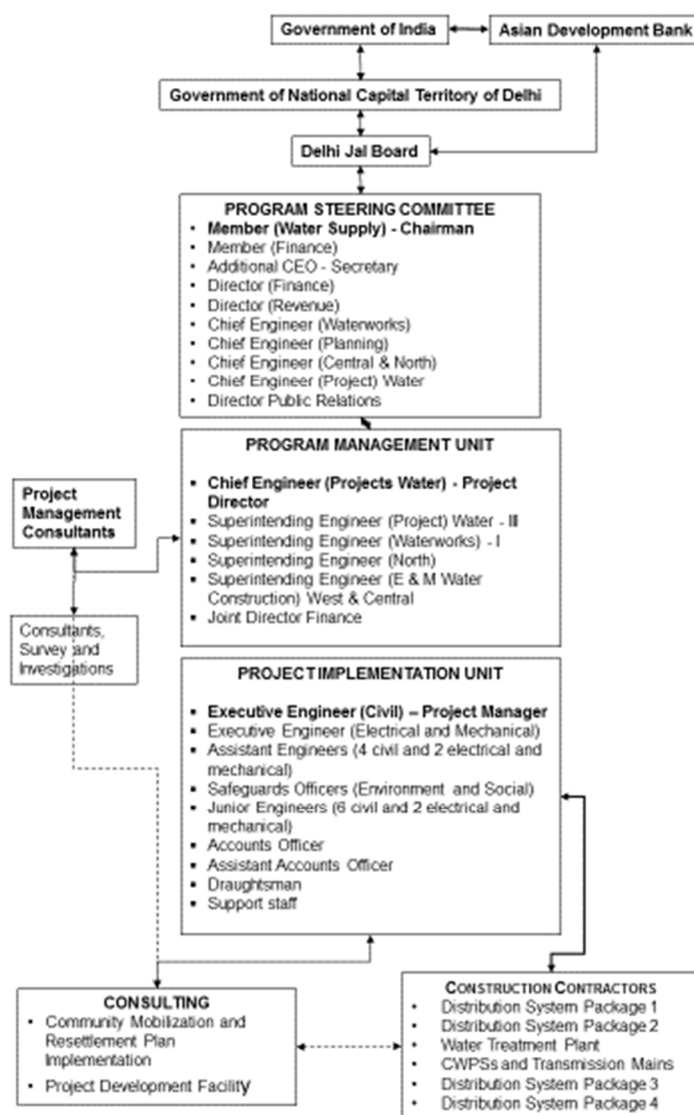 Government of India
Asian Development Bank
Government of National Capital Territory of Delhi
Delhi Jal Board
PROGRAM STEERING COMMITTEE
• Member (Water Supply) - Chairman
• Member (Finance)
• Additional CEO - Secretary
• Director (Finance)
• Director (Revenue)
• Chief Engineer (Waterworks)
• Chief Engineer (Planning)
• Chief Engineer (Central & North)
• Chief Engineer (Project) Water
• Director Public Relations
PROGRAM MANAGEMENT UNIT
▪ Chief Engineer (Projects Water) - Project
Director
▪ Superintending Engineer (Project) Water - III
▪ Superintending Engineer (Waterworks) - I
▪ Superintending Engineer (North)
▪ Superintending Engineer (E & M Water
Construction) West & Central
▪ Joint Director Finance
Project
Management
Consultants
Consultants,
Survey and
Investigations
PROJECT IMPLEMENTATION UNIT
▪ Executive Engineer (Civil) – Project Manager
▪ Executive Engineer (Electrical and Mechanical)
▪ Assistant Engineers (4 civil and 2 electrical and
mechanical)
▪ Safeguards Officers (Environment and Social)
▪ Junior Engineers (6 civil and 2 electrical and
mechanical)
▪ Accounts Officer
▪ Assistant Accounts Officer
▪ Draughtsman
▪ Support staff
CONSULTING
• Community Mobilization and
Resettlement Plan
Implementation
• Project Development Facility
CONSTRUCTION CONTRACTORS
• Distribution System Package 1
• Distribution System Package 2
• Water Treatment Plant
• CWPSs and Transmission Mains
• Distribution System Package 3
• Distribution System Package 4